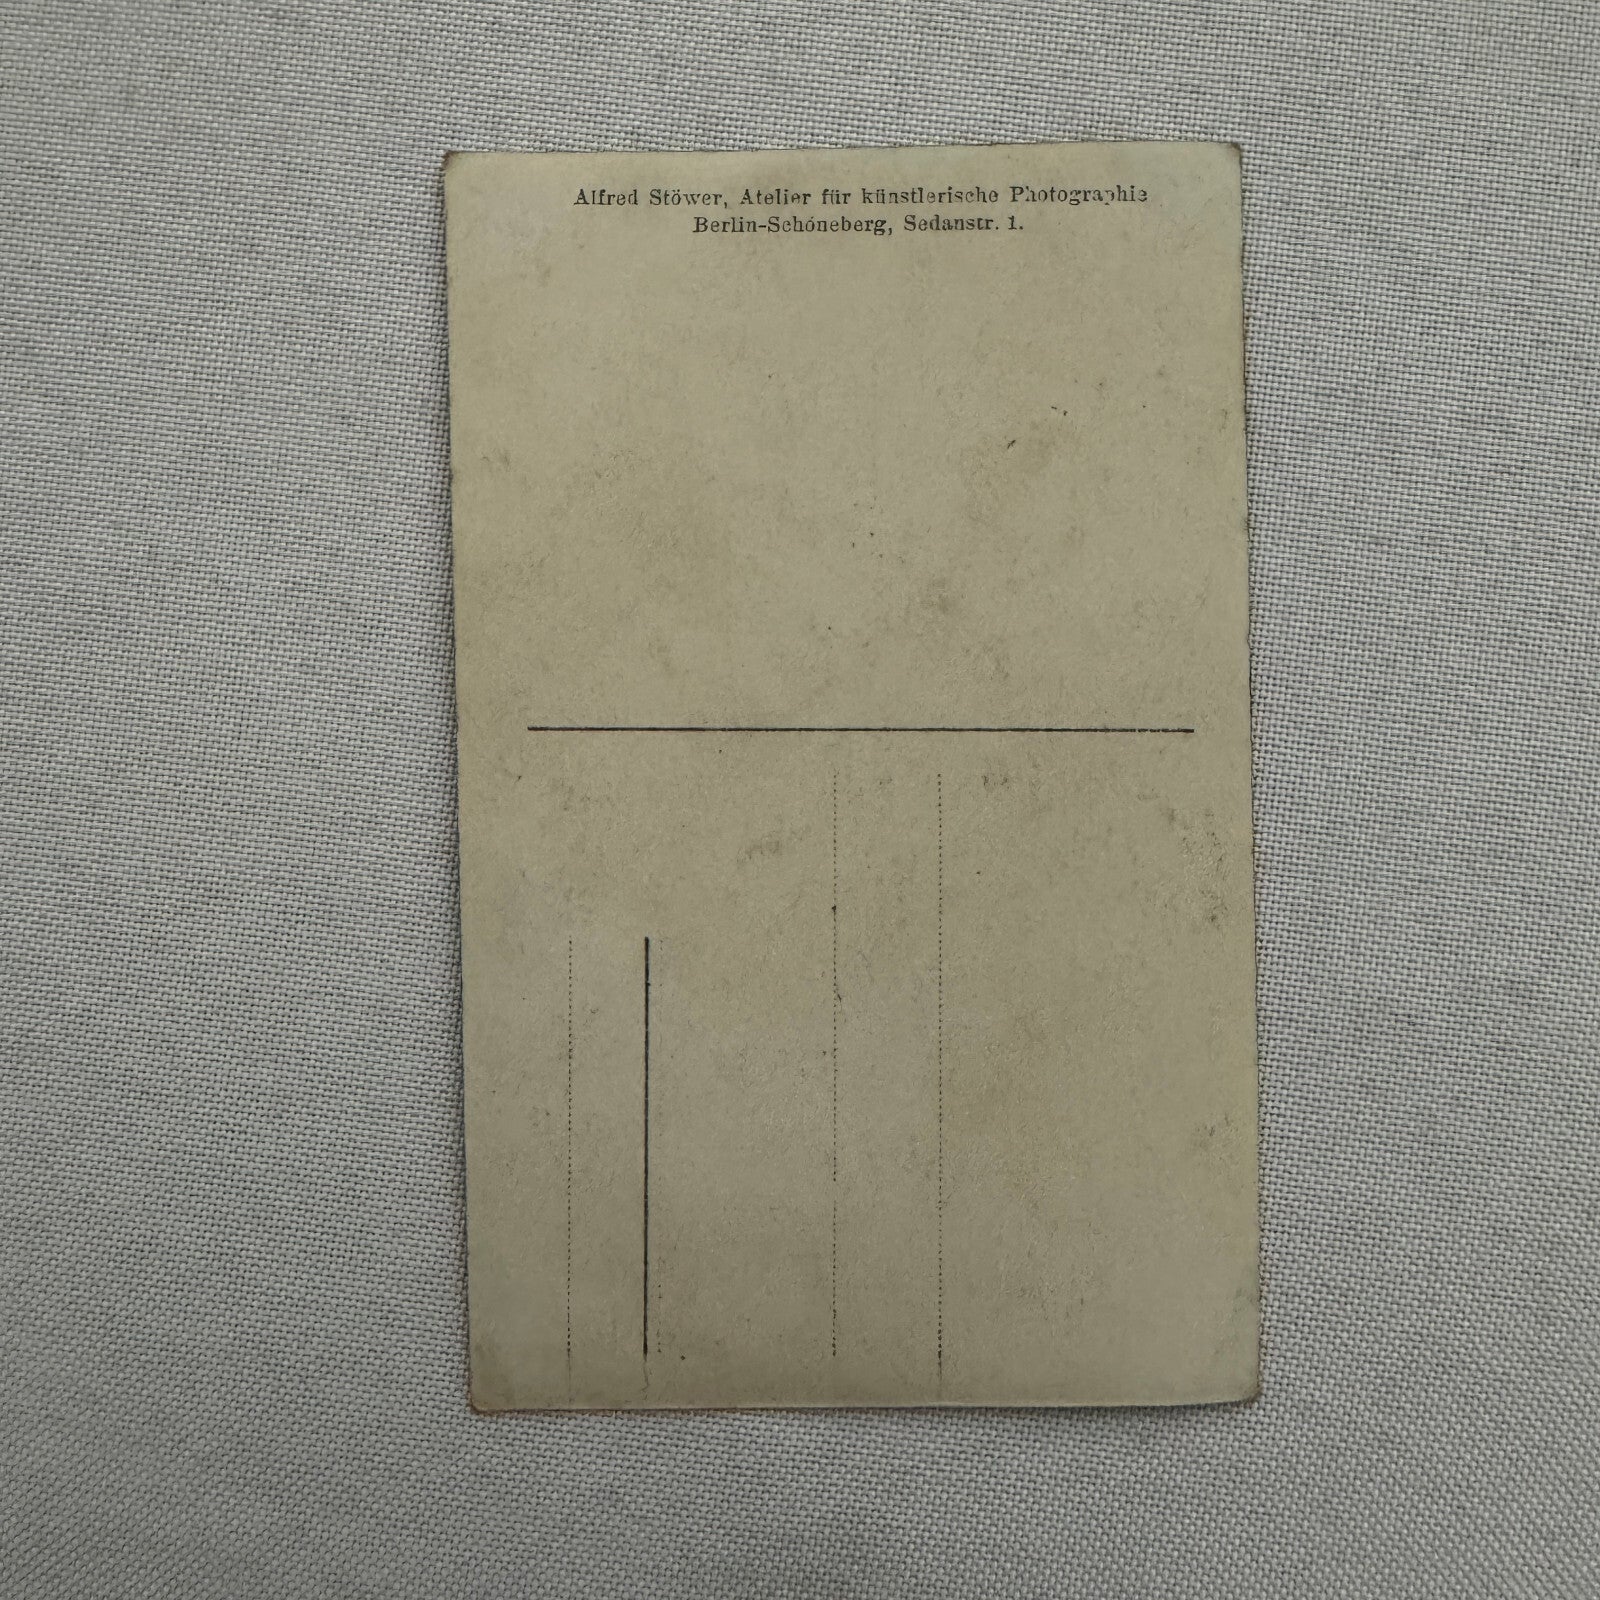 Alfred Stöwer, Atelier für künstlerische Photographie
Berlin-Schöneberg, Sedanstr. 1.